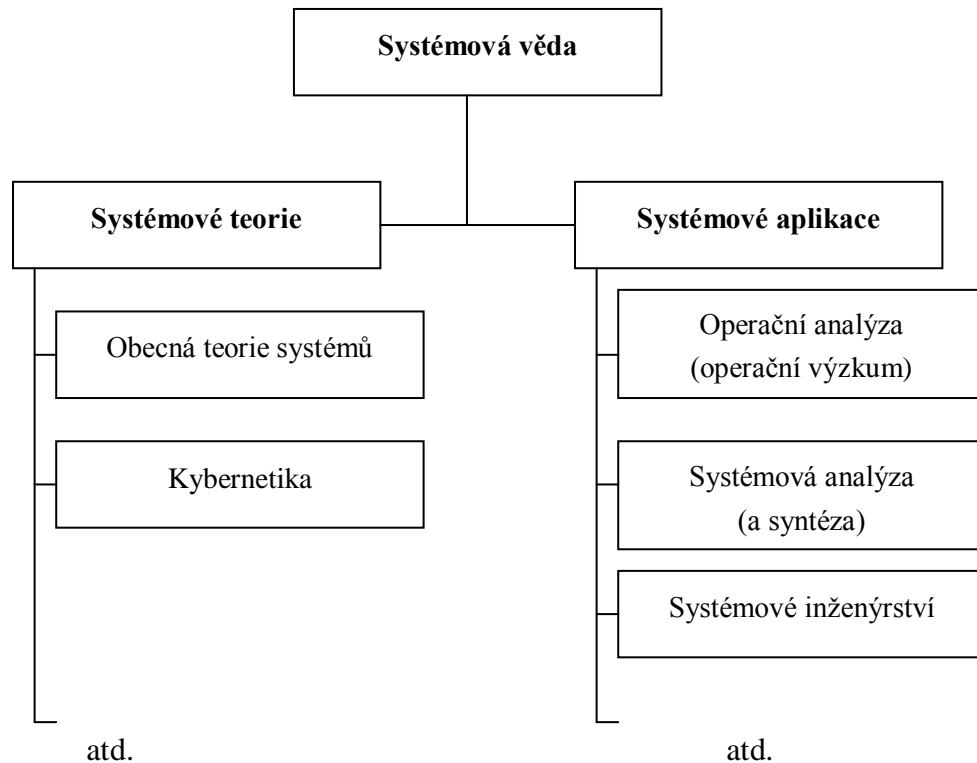 Systémová věda
Systémové teorie
Systémové aplikace
Obecná teorie systémů
Kybernetika
atd.
Operační analýza
(operační výzkum)
Systémová analýza
(a syntéza)
Systémové inženýrství
atd.